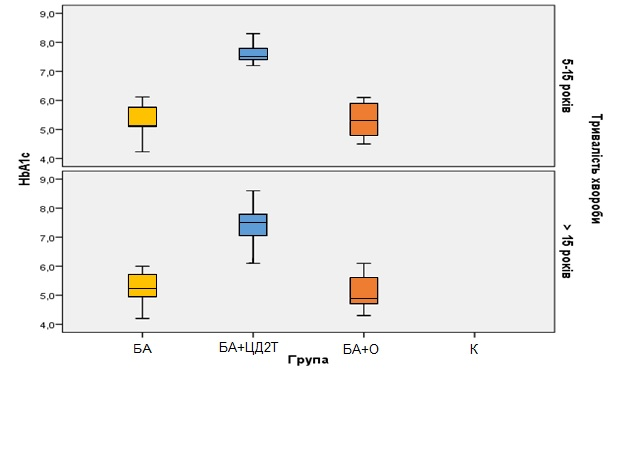 9,0
8,0
7,0
6,0
5,0
4,0
5-15 років
9,0
8,0
7,0
6,0
5,0
4,0
> 15 років
HbA1c
Тривалість хвороби
БА
БА+ЦД2Т
БА+О
К
Група